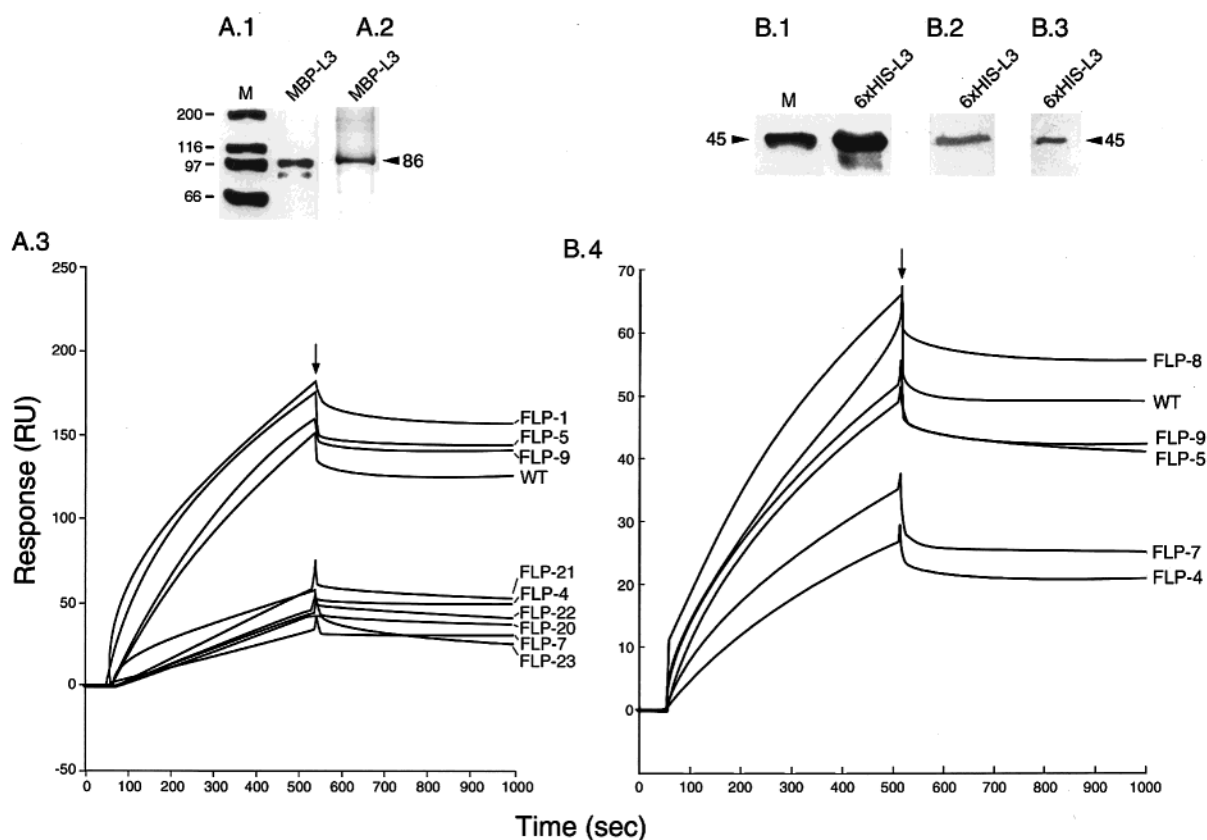 A.1
A.2
M
MBP-L3
MBP-L3
200
116
97
66
86
B.1
B.2
B.3
M
6xHIS-L3
6xHIS-L3
6xHIS-L3
45
45
A.3
250
200
150
100
50
0
-50
Response (RU)
FLP-1
FLP-5
FLP-9
WT
FLP-21
FLP-4
FLP-22
FLP-20
FLP-7
FLP-23
0 100 200 300 400 500 600 700 800 900 1000
B.4
70
60
50
40
30
20
10
0
FLP-8
WT
FLP-9
FLP-5
FLP-7
FLP-4
0 100 200 300 400 500 600 700 800 900 1000
Time (sec)